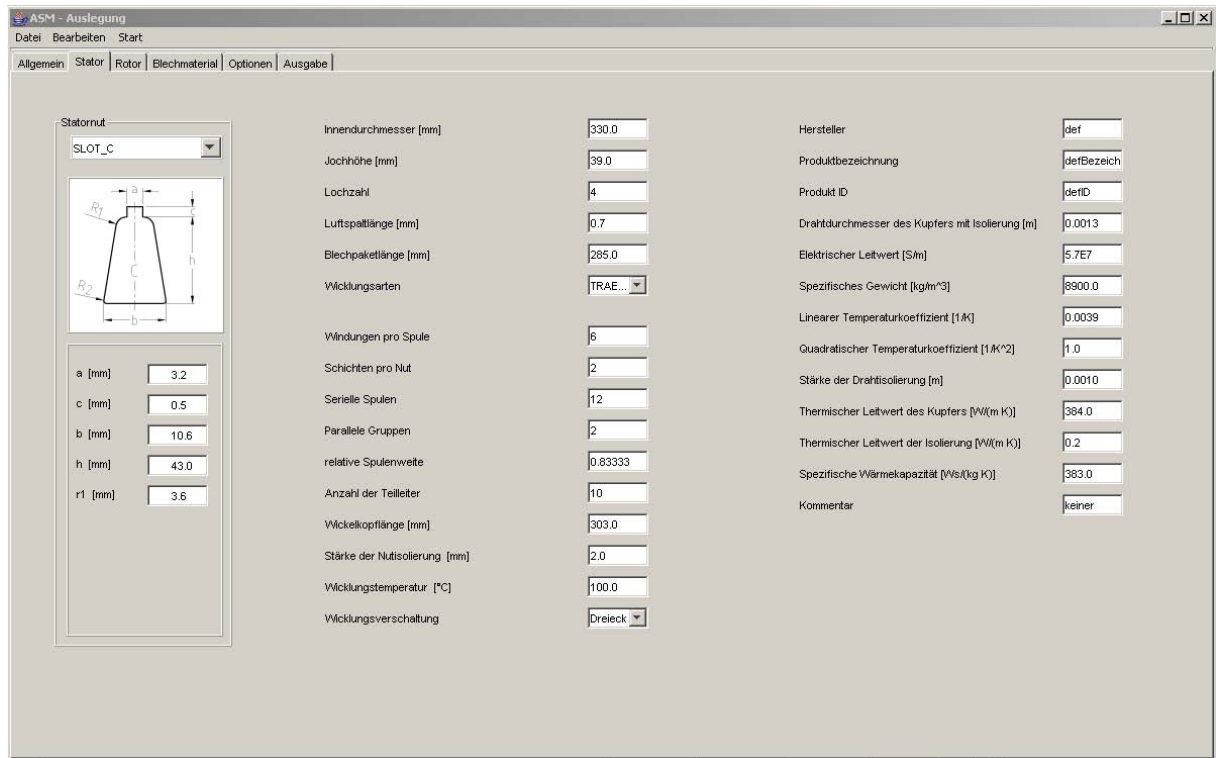 ASM - Auslegung
Datei Bearbeiten Start
Allgemein Stator Rotor Blechmaterial Optionen Ausgabe
Statornut
SLOT_C
a
R1
c
h
C
R2
b
a [mm] 3.2
c [mm] 0.5
b [mm] 10.6
h [mm] 43.0
r1 [mm] 3.6
Innendurchmesser [mm] 330.0
Jochhöhe [mm] 39.0
Lochzahl 4
Luftspaltlänge [mm] 0.7
Blechpaketlänge [mm] 285.0
Wicklungsarten TRAE...
Windungen pro Spule 6
Schichten pro Nut 2
Serielle Spulen 12
Parallele Gruppen 2
relative Spulenweite 0.83333
Anzahl der Teilleiter 10
Wickelkopflänge [mm] 303.0
Stärke der Nutisolierung [mm] 2.0
Wicklungstemperatur [°C] 100.0
Wicklungsverschaltung Dreieck
Hersteller def
Produktbezeichnung defBezeich
Produkt ID defID
Drahtdurchmesser des Kupfers mit Isolierung [m] 0.0013
Elektrischer Leitwert [S/m] 5.7E7
Spezifisches Gewicht [kg/m^3] 8900.0
Linearer Temperaturkoeffizient [1/K] 0.0039
Quadratischer Temperaturkoeffizient [1/K^2] 1.0
Stärke der Drahtisolierung [m] 0.0010
Thermischer Leitwert des Kupfers [W/(m K)] 384.0
Thermischer Leitwert der Isolierung [W/(m K)] 0.2
Spezifische Wärmekapazität [Ws/(kg K)] 383.0
Kommentar keiner